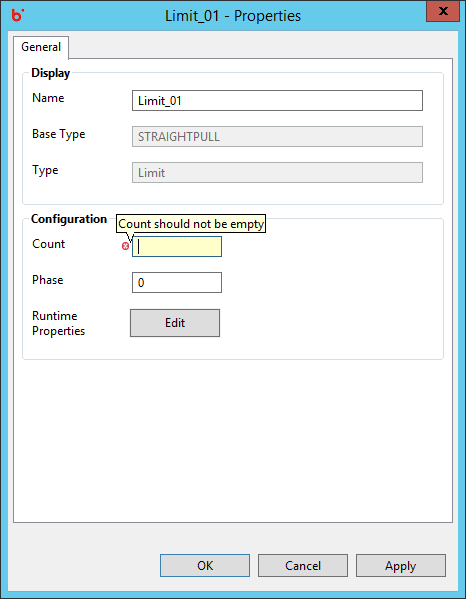 Limit_01 - Properties
General
Display
Name
Limit_01
Base Type
STRAIGHTPULL
Type
Limit
Configuration
Count should not be empty
Count
Phase
0
Runtime
Properties
Edit
OK
Cancel
Apply